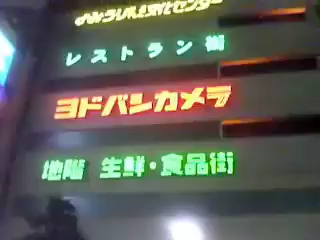 レストラン街
ヨドバシカメラ
地階 生鮮・食品街